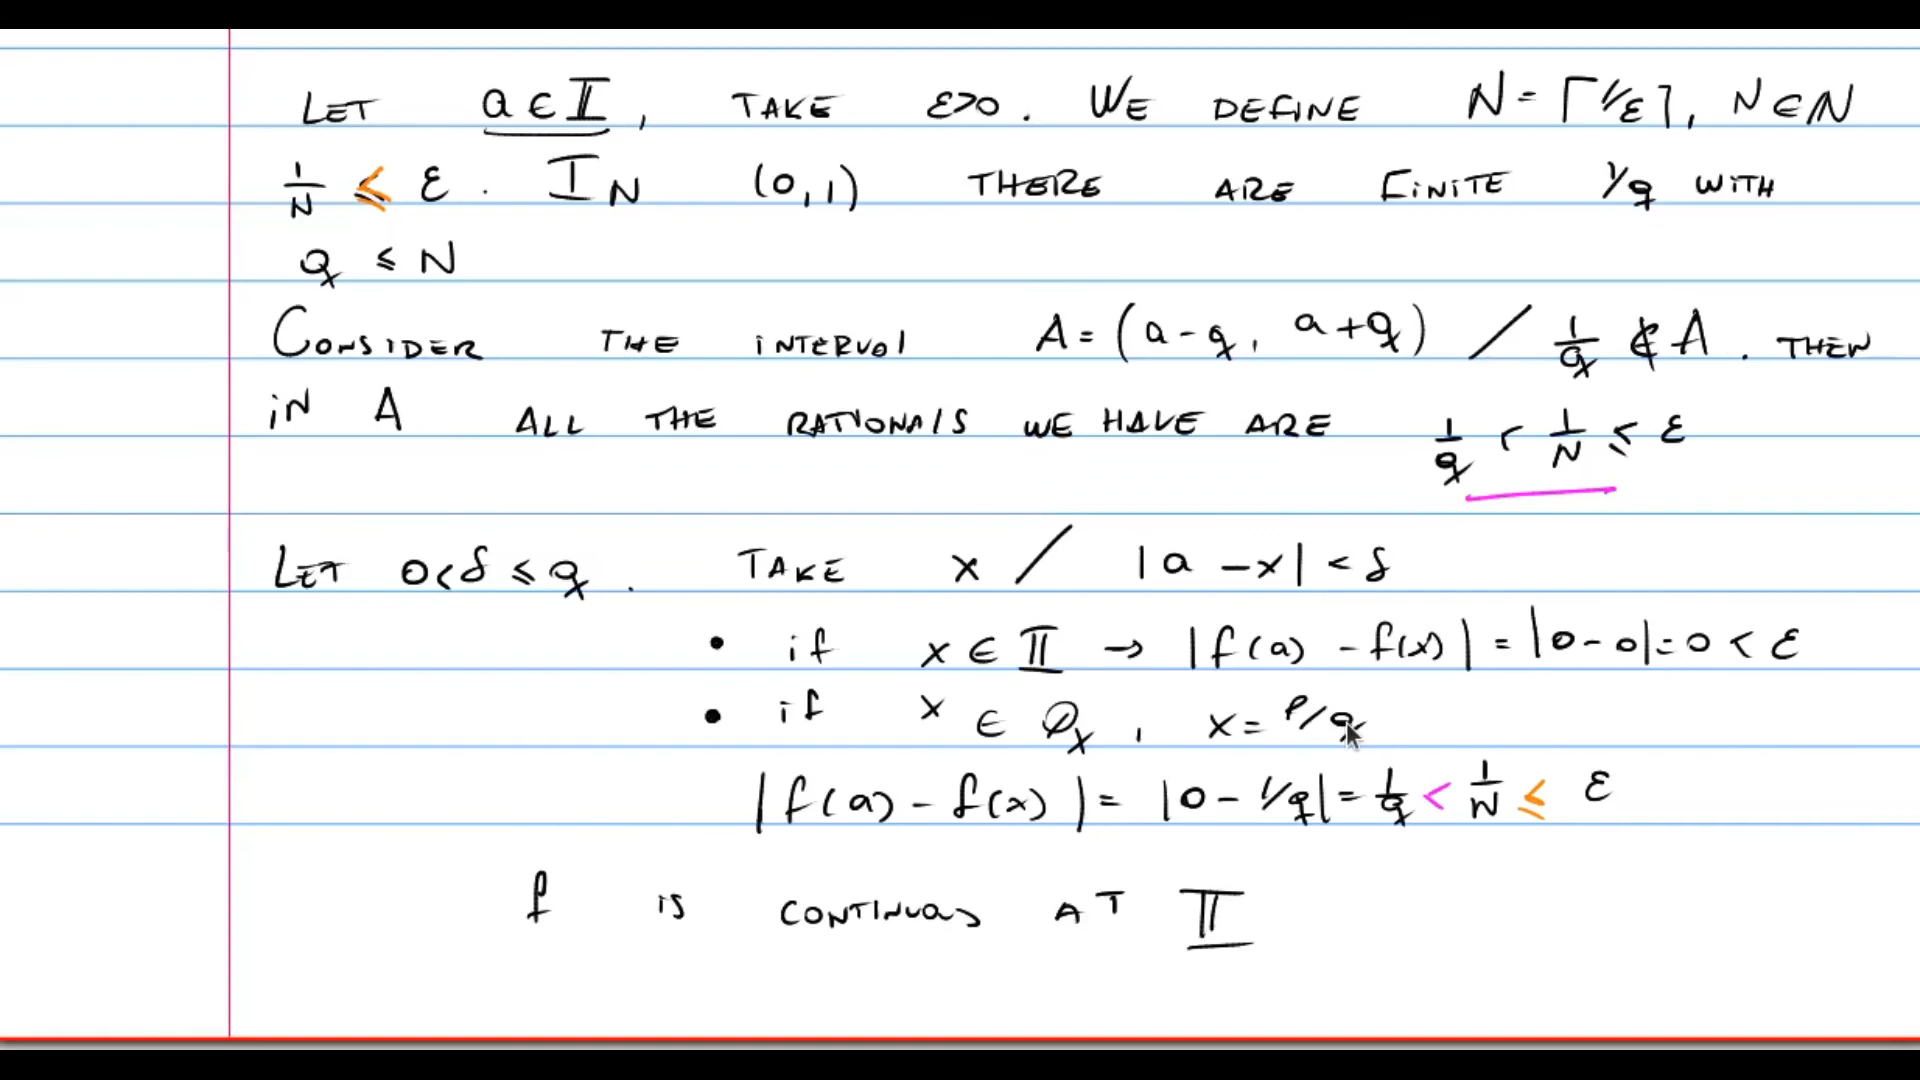 LET a ∈ 𝕀, TAKE ε>0. WE DEFINE N = ⌈1/ε⌉, N ∈ ℕ
1/N ≤ ε. IN (0,1) THERE ARE FINITE 1/q WITH
q ≤ N
CONSIDER THE INTERVAL A = (a-q, a+q) / 1/q ∉ A. THEN
IN A ALL THE RATIONALS WE HAVE ARE 1/q < 1/N ≤ ε
LET 0<δ ≤ q. TAKE x / |a - x| < δ
• if x ∈ 𝕀 → |f(a) - f(x)| = |0-0| = 0 < ε
• if x ∈ ℚ, x = p/q
|f(a) - f(x)| = |0 - 1/q| = 1/q < 1/N ≤ ε
f IS CONTINUOS AT 𝕀